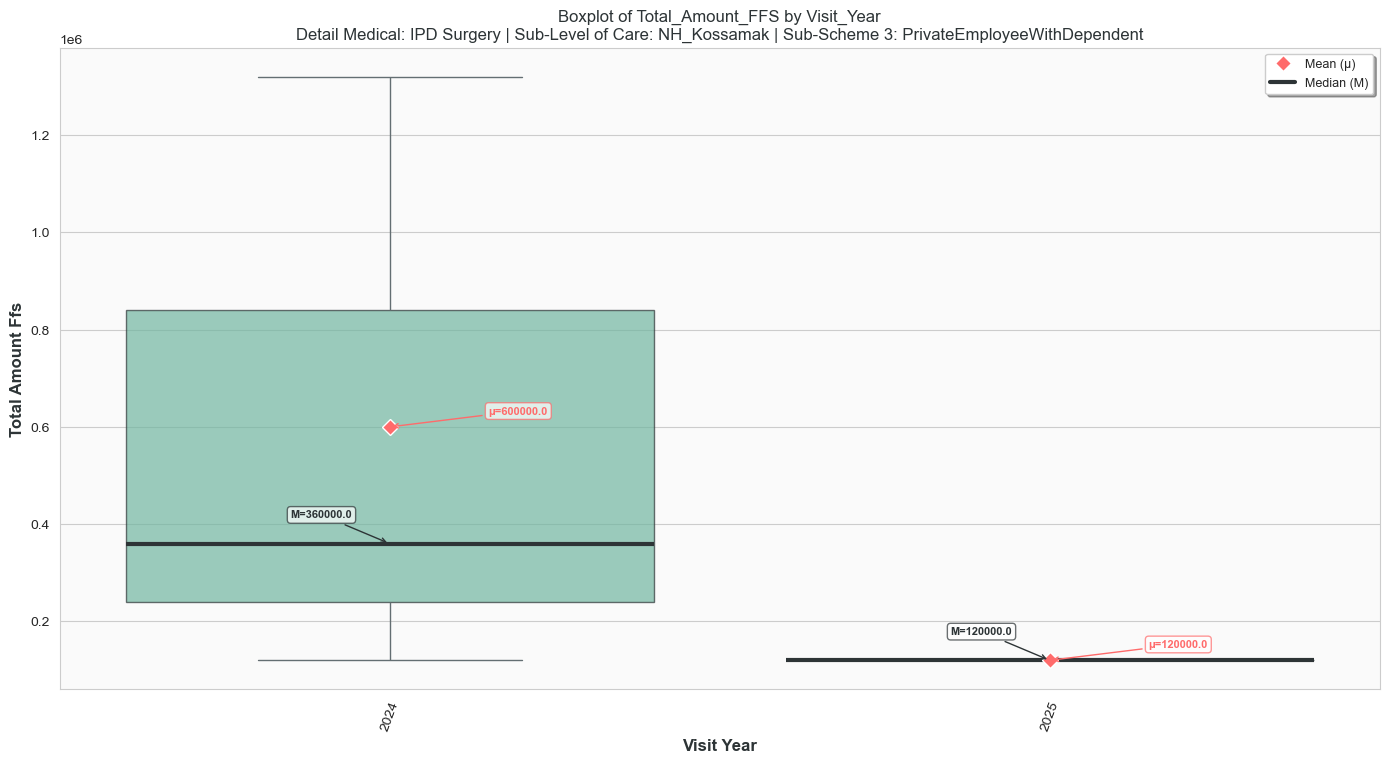 Boxplot of Total_Amount_FFS by Visit_Year
Detail Medical: IPD Surgery | Sub-Level of Care: NH_Kossamak | Sub-Scheme 3: PrivateEmployeeWithDependent
1e6
Mean (μ)
Median (M)
1.2
1.0
0.8
0.6
0.4
0.2
Total Amount Ffs
μ=600000.0
M=360000.0
M=120000.0
μ=120000.0
2024
2025
Visit Year